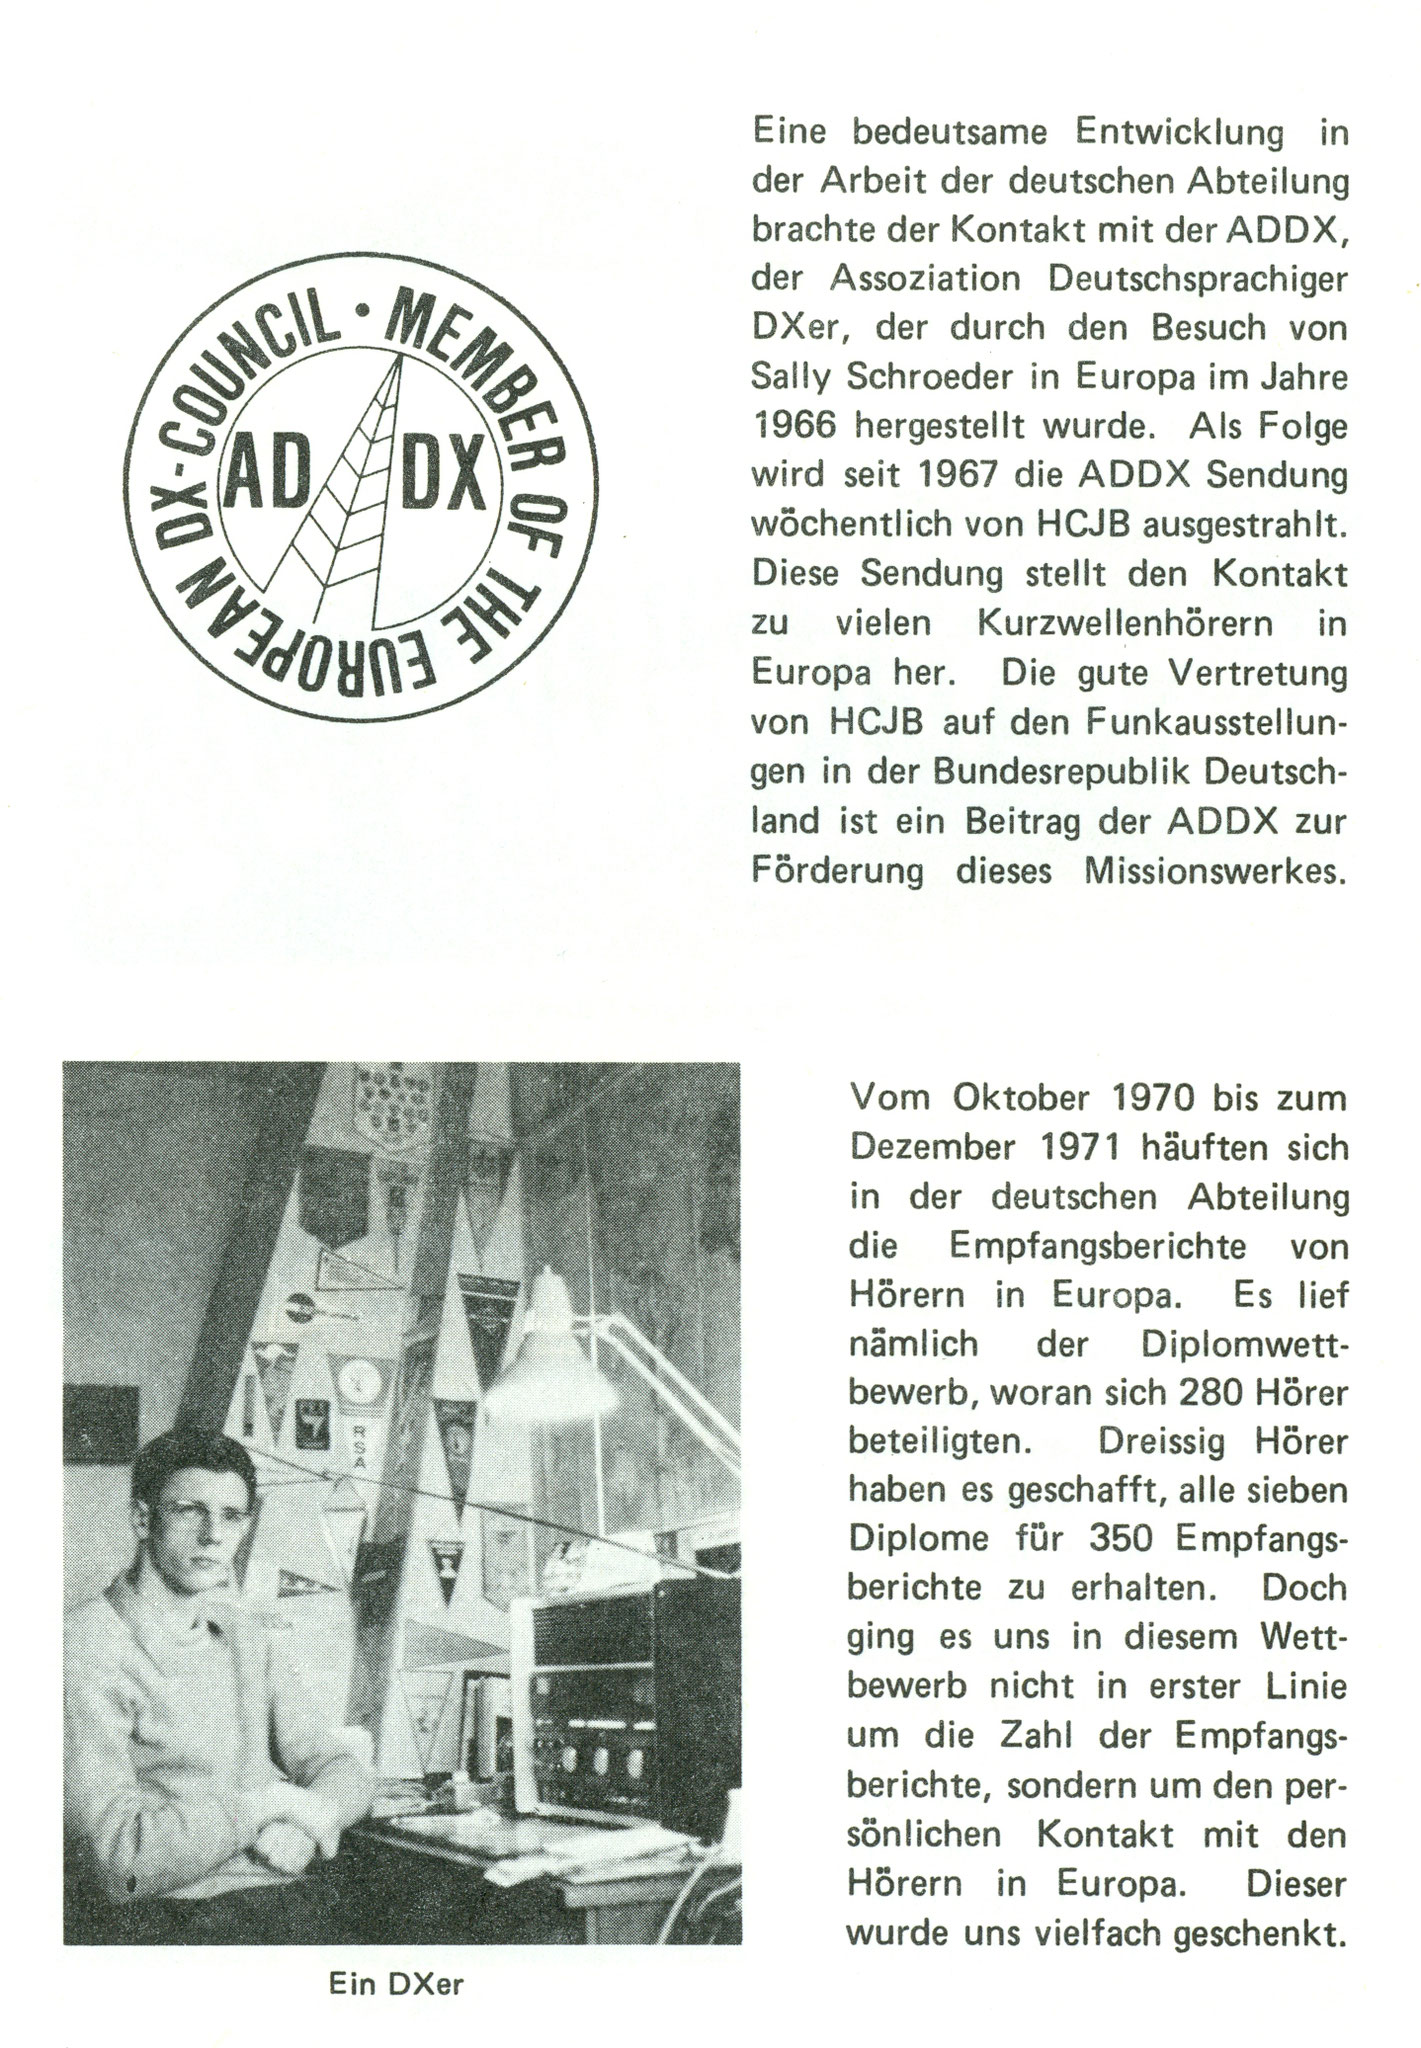 MEMBER OF THE EUROPEAN DX-COUNCIL •
AD DX
Eine bedeutsame Entwicklung in
der Arbeit der deutschen Abteilung
brachte der Kontakt mit der ADDX,
der Assoziation Deutschsprachiger
DXer, der durch den Besuch von
Sally Schroeder in Europa im Jahre
1966 hergestellt wurde. Als Folge
wird seit 1967 die ADDX Sendung
wöchentlich von HCJB ausgestrahlt.
Diese Sendung stellt den Kontakt
zu vielen Kurzwellenhörern in
Europa her. Die gute Vertretung
von HCJB auf den Funkausstellun-
gen in der Bundesrepublik Deutsch-
land ist ein Beitrag der ADDX zur
Förderung dieses Missionswerkes.
RSA
Ein DXer
Vom Oktober 1970 bis zum
Dezember 1971 häuften sich
in der deutschen Abteilung
die Empfangsberichte von
Hörern in Europa. Es lief
nämlich der Diplomwett-
bewerb, woran sich 280 Hörer
beteiligten. Dreissig Hörer
haben es geschafft, alle sieben
Diplome für 350 Empfangs-
berichte zu erhalten. Doch
ging es uns in diesem Wett-
bewerb nicht in erster Linie
um die Zahl der Empfangs-
berichte, sondern um den per-
sönlichen Kontakt mit den
Hörern in Europa. Dieser
wurde uns vielfach geschenkt.